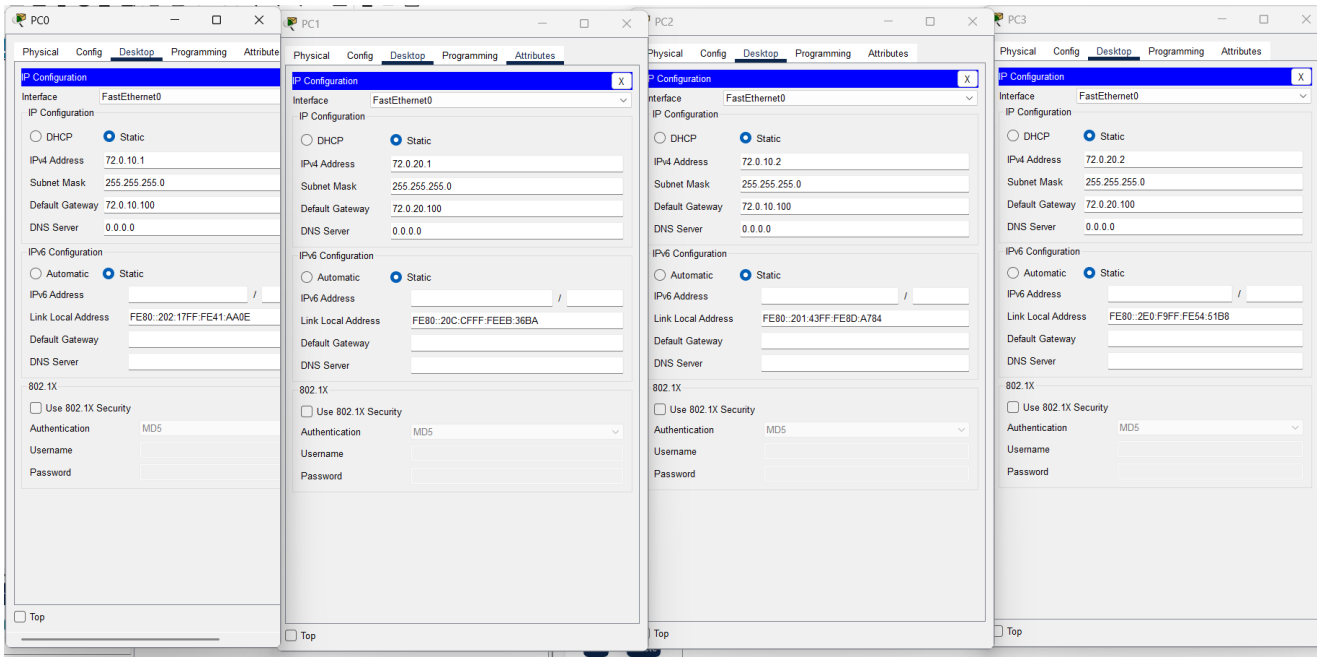 PC0
Physical Config Desktop Programming Attribute
IP Configuration
Interface FastEthernet0
IP Configuration
DHCP Static
IPv4 Address 72.0.10.1
Subnet Mask 255.255.255.0
Default Gateway 72.0.10.100
DNS Server 0.0.0.0
IPv6 Configuration
Automatic Static
IPv6 Address /
Link Local Address FE80::202:17FF:FE41:AA0E
Default Gateway
DNS Server
802.1X
Use 802.1X Security
Authentication MD5
Username
Password
Top
PC1
Physical Config Desktop Programming Attributes
IP Configuration X
Interface FastEthernet0
IP Configuration
DHCP Static
IPv4 Address 72.0.20.1
Subnet Mask 255.255.255.0
Default Gateway 72.0.20.100
DNS Server 0.0.0.0
IPv6 Configuration
Automatic Static
IPv6 Address /
Link Local Address FE80::20C:CFFF:FEEB:36BA
Default Gateway
DNS Server
802.1X
Use 802.1X Security
Authentication MD5
Username
Password
Top
PC2
Physical Config Desktop Programming Attributes
IP Configuration X
nterface FastEthernet0
IP Configuration
DHCP Static
IPv4 Address 72.0.10.2
Subnet Mask 255.255.255.0
Default Gateway 72.0.10.100
DNS Server 0.0.0.0
IPv6 Configuration
Automatic Static
IPv6 Address /
Link Local Address FE80::201:43FF:FE8D:A784
Default Gateway
DNS Server
802.1X
Use 802.1X Security
Authentication MD5
Username
Password
Top
PC3
Physical Config Desktop Programming Attributes
IP Configuration X
Interface FastEthernet0
IP Configuration
DHCP Static
IPv4 Address 72.0.20.2
Subnet Mask 255.255.255.0
Default Gateway 72.0.20.100
DNS Server 0.0.0.0
IPv6 Configuration
Automatic Static
IPv6 Address /
Link Local Address FE80::2E0:F9FF:FE54:51B8
Default Gateway
DNS Server
802.1X
Use 802.1X Security
Authentication MD5
Username
Password
Top